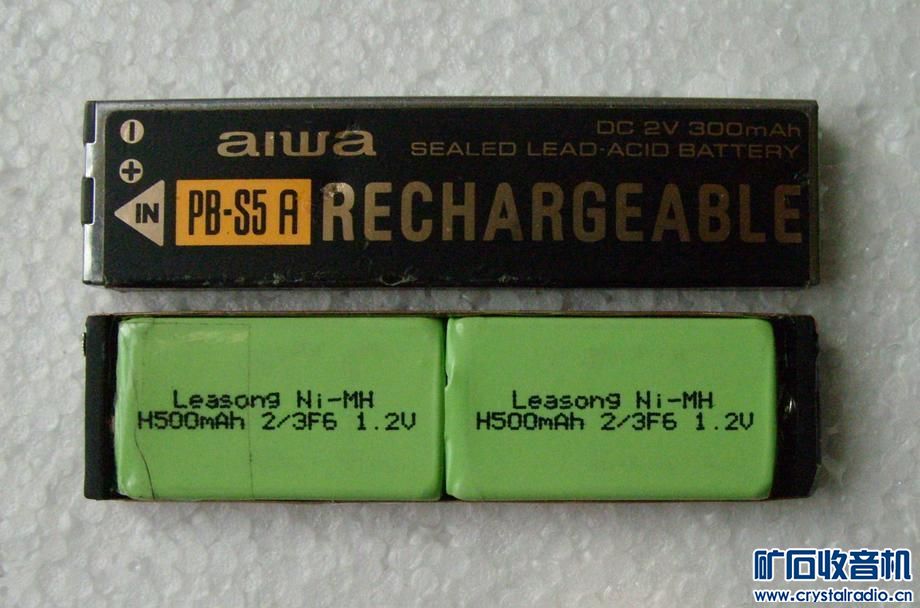 aiwa
DC 2V 300mAh
SEALED LEAD-ACID BATTERY
IN
PB-S5 A
RECHARGEABLE
Leasong Ni-MH
H500mAh 2/3F6 1.2V
Leasong Ni-MH
H500mAh 2/3F6 1.2V
矿石收音机
www.crystalradio.cn